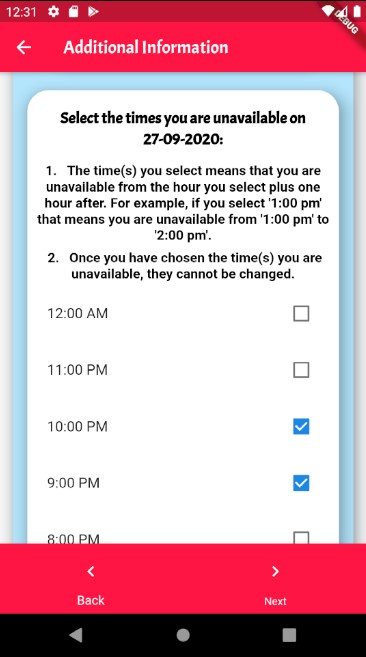 12:31
DEBUG
Additional Information
Select the times you are unavailable on
27-09-2020:
1. The time(s) you select means that you are
unavailable from the hour you select plus one
hour after. For example, if you select '1:00 pm'
that means you are unavailable from '1:00 pm' to
'2:00 pm'.
2. Once you have chosen the time(s) you are
unavailable, they cannot be changed.
12:00 AM
11:00 PM
10:00 PM
9:00 PM
8:00 PM
Back
Next